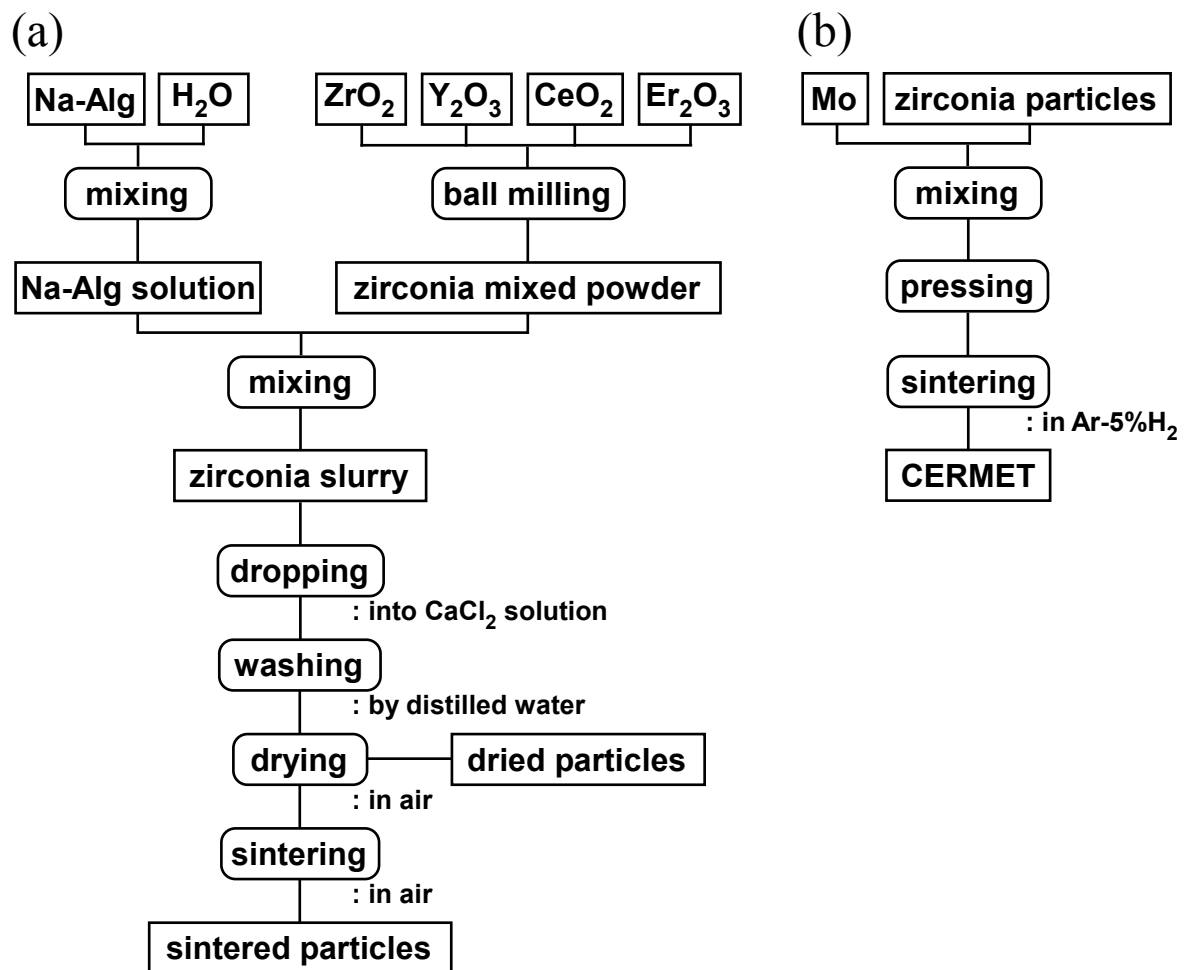 (a)
Na-Alg
H₂O
ZrO₂
Y₂O₃
CeO₂
Er₂O₃
mixing
ball milling
Na-Alg solution
zirconia mixed powder
mixing
zirconia slurry
dropping
: into CaCl₂ solution
washing
: by distilled water
drying
dried particles
: in air
sintering
: in air
sintered particles
(b)
Mo
zirconia particles
mixing
pressing
sintering
: in Ar-5%H₂
CERMET